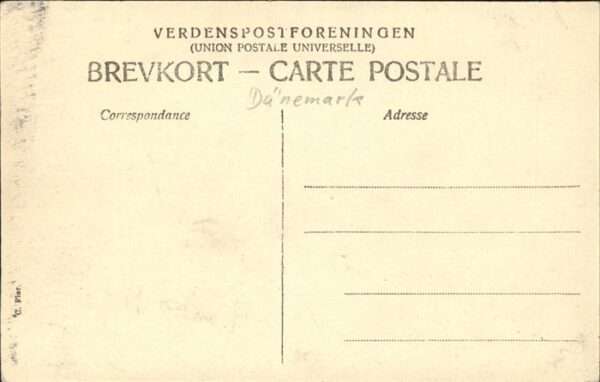 VERDENSPOSTFORENINGEN
(UNION POSTALE UNIVERSELLE)
BREVKORT — CARTE POSTALE
Dänemark
Correspondance
Adresse